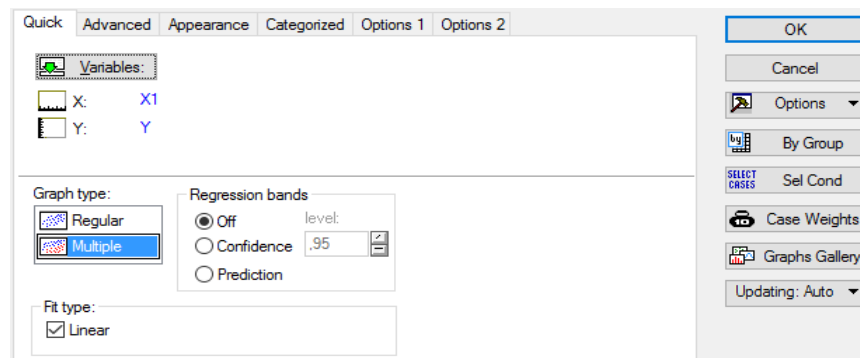 Quick Advanced Appearance Categorized Options 1 Options 2
Variables:
X: X1
Y: Y
Graph type:
Regular
Multiple
Regression bands
Off level:
Confidence ,95
Prediction
Fit type:
Linear
OK
Cancel
Options
by By Group
SELECT CASES Sel Cond
Case Weights
Graphs Gallery
Updating: Auto